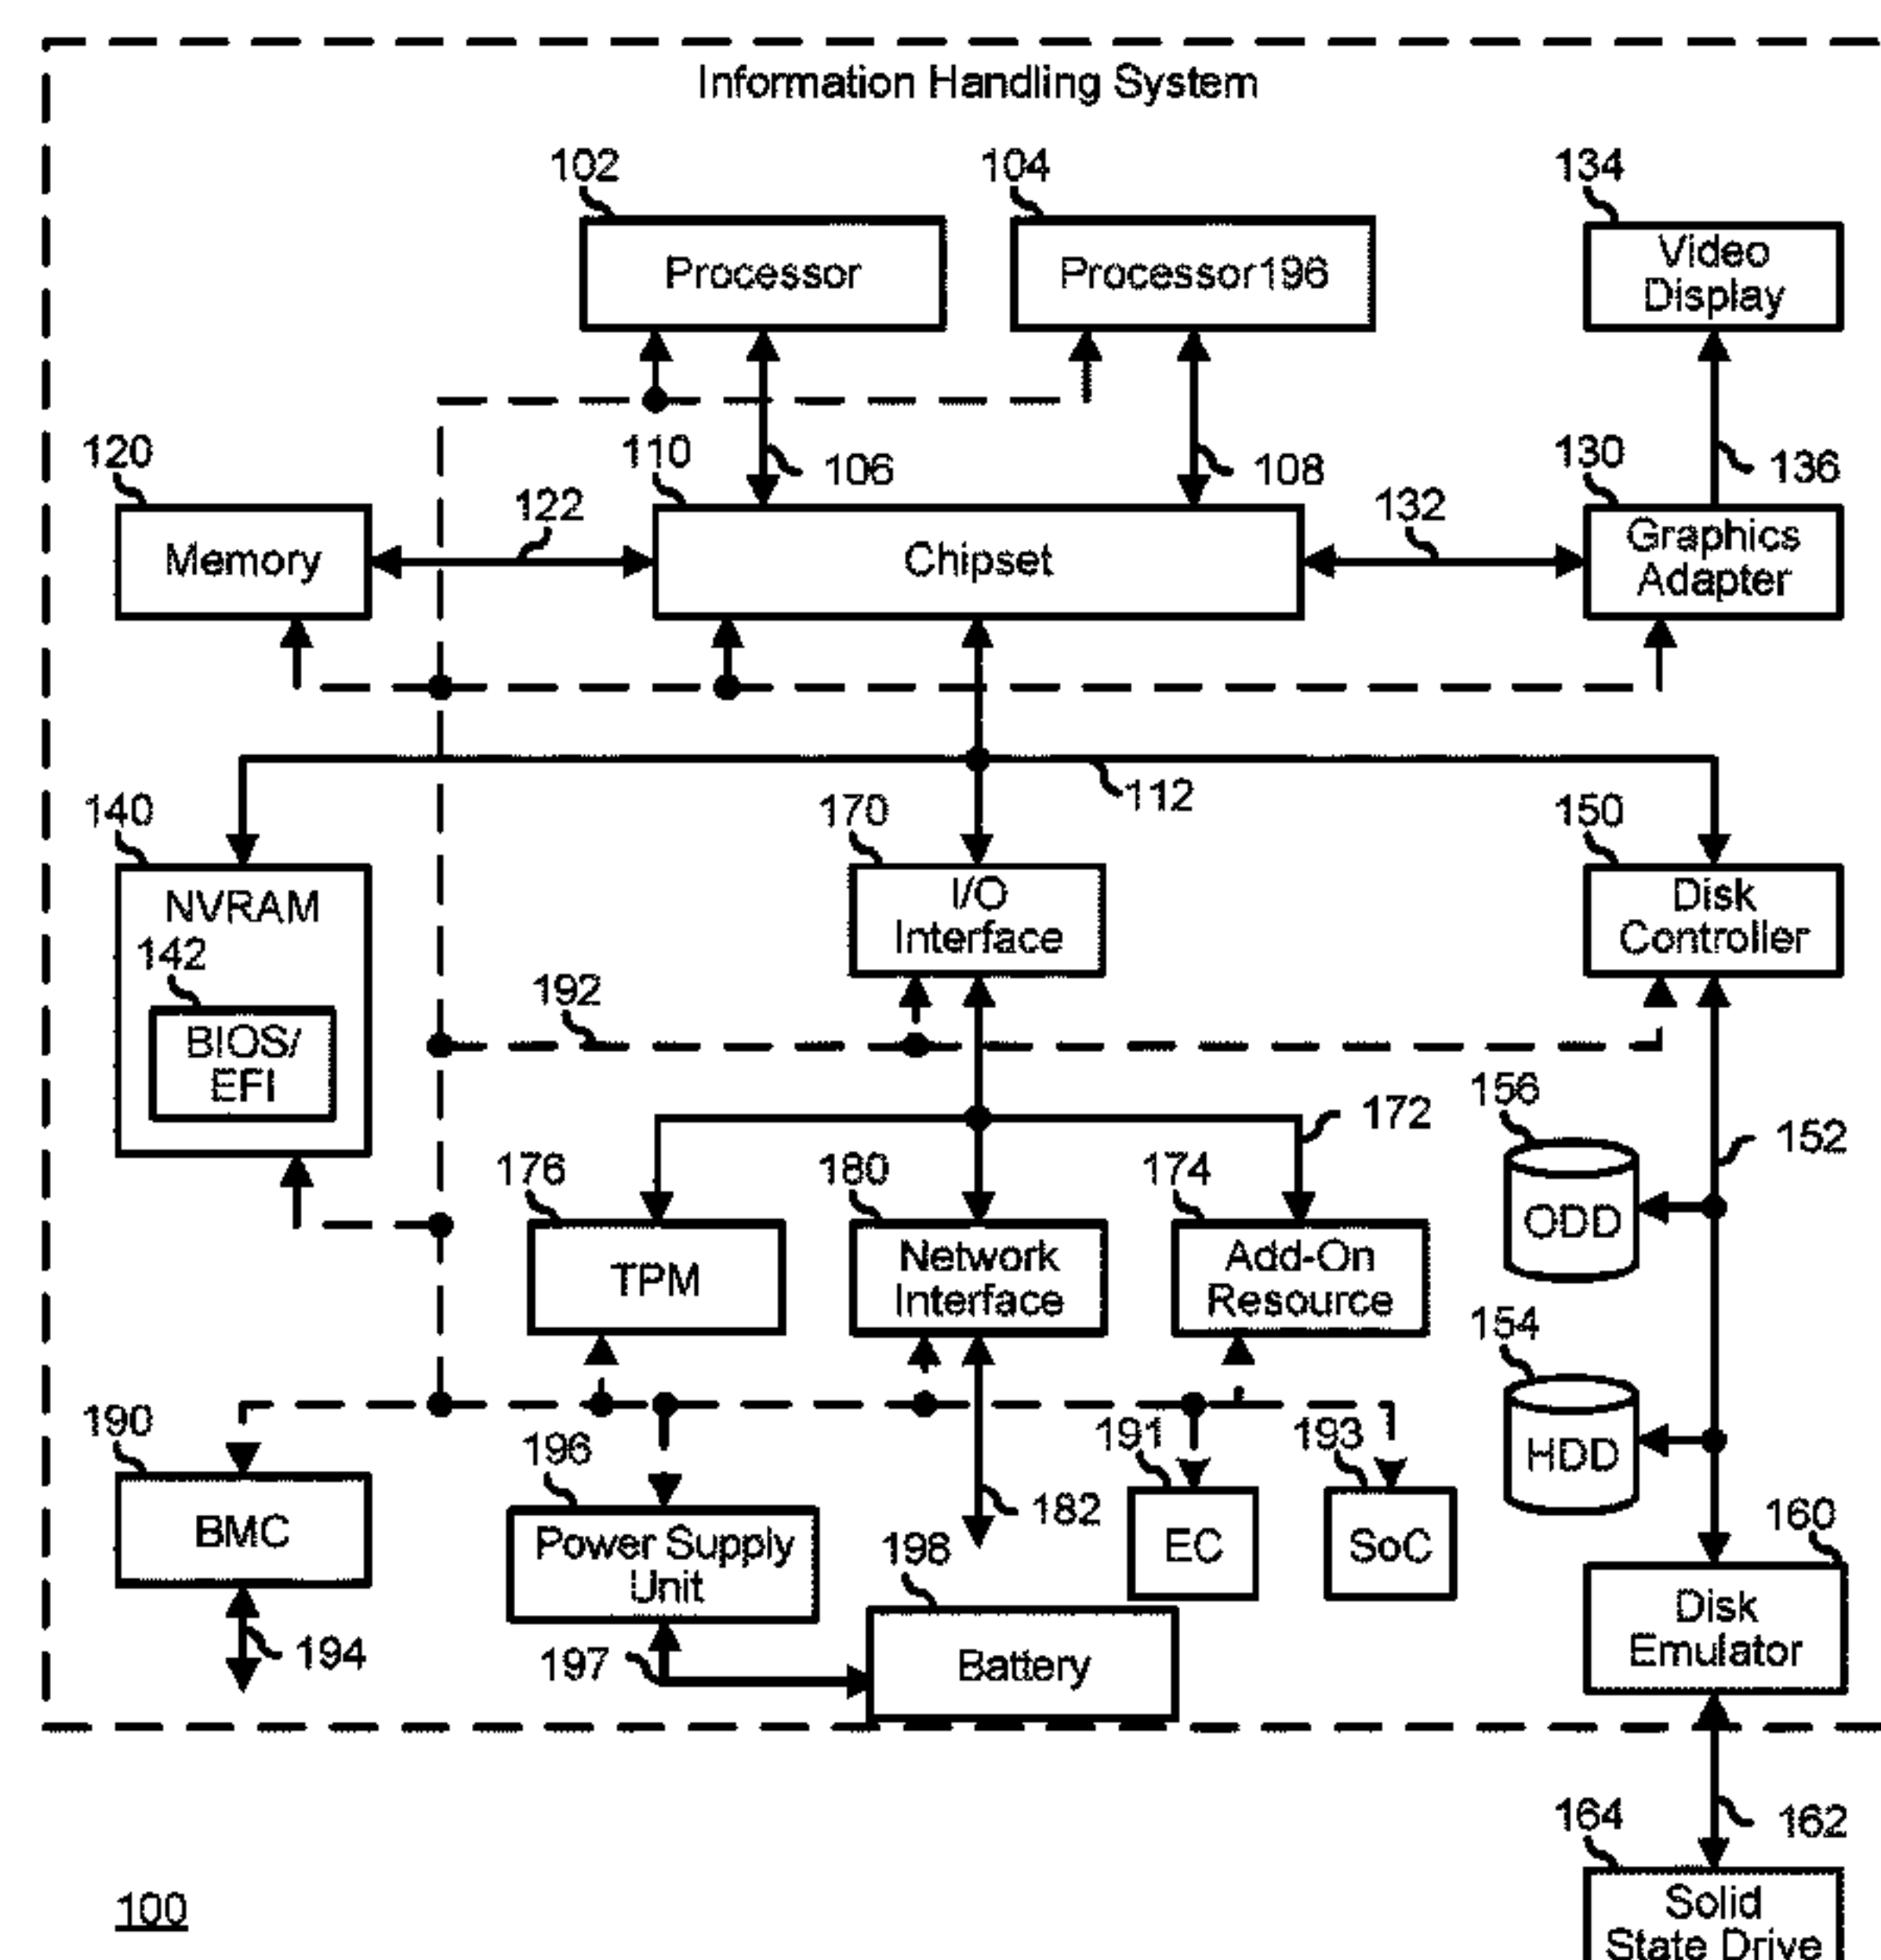 Information Handling System
102
104
134
Processor
Processor196
Video
Display
120
110
106
108
130
136
122
132
Memory
Chipset
Graphics
Adapter
112
140
170
150
NVRAM
I/O
Interface
Disk
Controller
142
BIOS/
EFI
192
156
172
152
176
180
174
ODD
TPM
Network
Interface
Add-On
Resource
154
190
196
191
193
HDD
182
BMC
Power Supply
Unit
198
EC
SoC
160
194
197
Battery
Disk
Emulator
164
162
100
Solid
State Drive